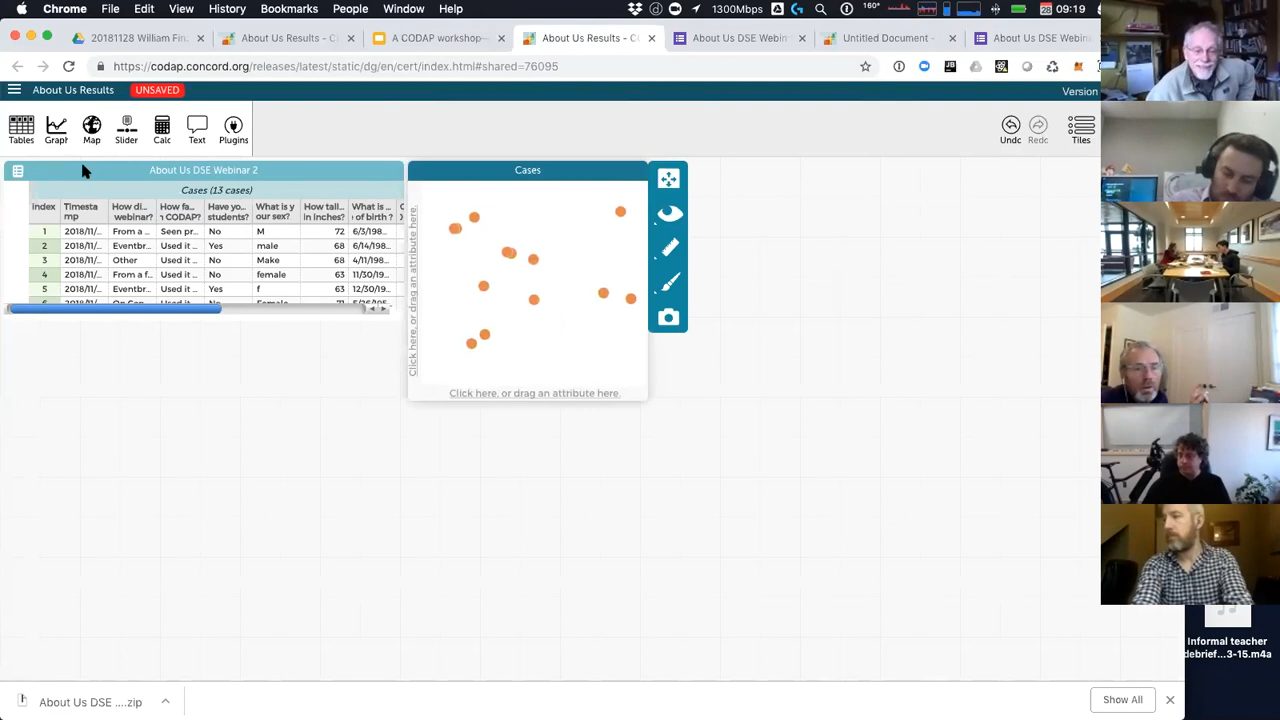 Chrome File Edit View History Bookmarks People Window Help 1300Mbps 160° 28 09:19
20181128 William Fin... About Us Results - C A CODAP Workshop— About Us Results - C About Us DSE Webin Untitled Document - About Us DSE Webin
https://codap.concord.org/releases/latest/static/dg/en/cert/index.html#shared=76095
About Us Results UNSAVED Version
Tables Graph Map Slider Calc Text Plugins Undo Redo Tiles
About Us DSE Webinar 2
Cases (13 cases)
index Timestamp How di... webinar? How fa... CODAP? Have yo... students? What is your sex? How tall... in inches? What is ... of birth ?
1 2018/11/... From a ... Seen pr... No M 72 6/3/198...
2 2018/11/... Eventbr... Used it ... Yes male 68 6/14/198...
3 2018/11/... Other Used it ... No Make 68 4/11/198...
4 2018/11/... From a f... Used it ... No female 63 11/30/19...
5 2018/11/... Eventbr... Used it ... Yes f 63 12/30/19...
Cases
Click here, or drag an attribute here.
Click here, or drag an attribute here.
Informal teacher
debrief...3-15.m4a
About Us DSE ....zip
Show All